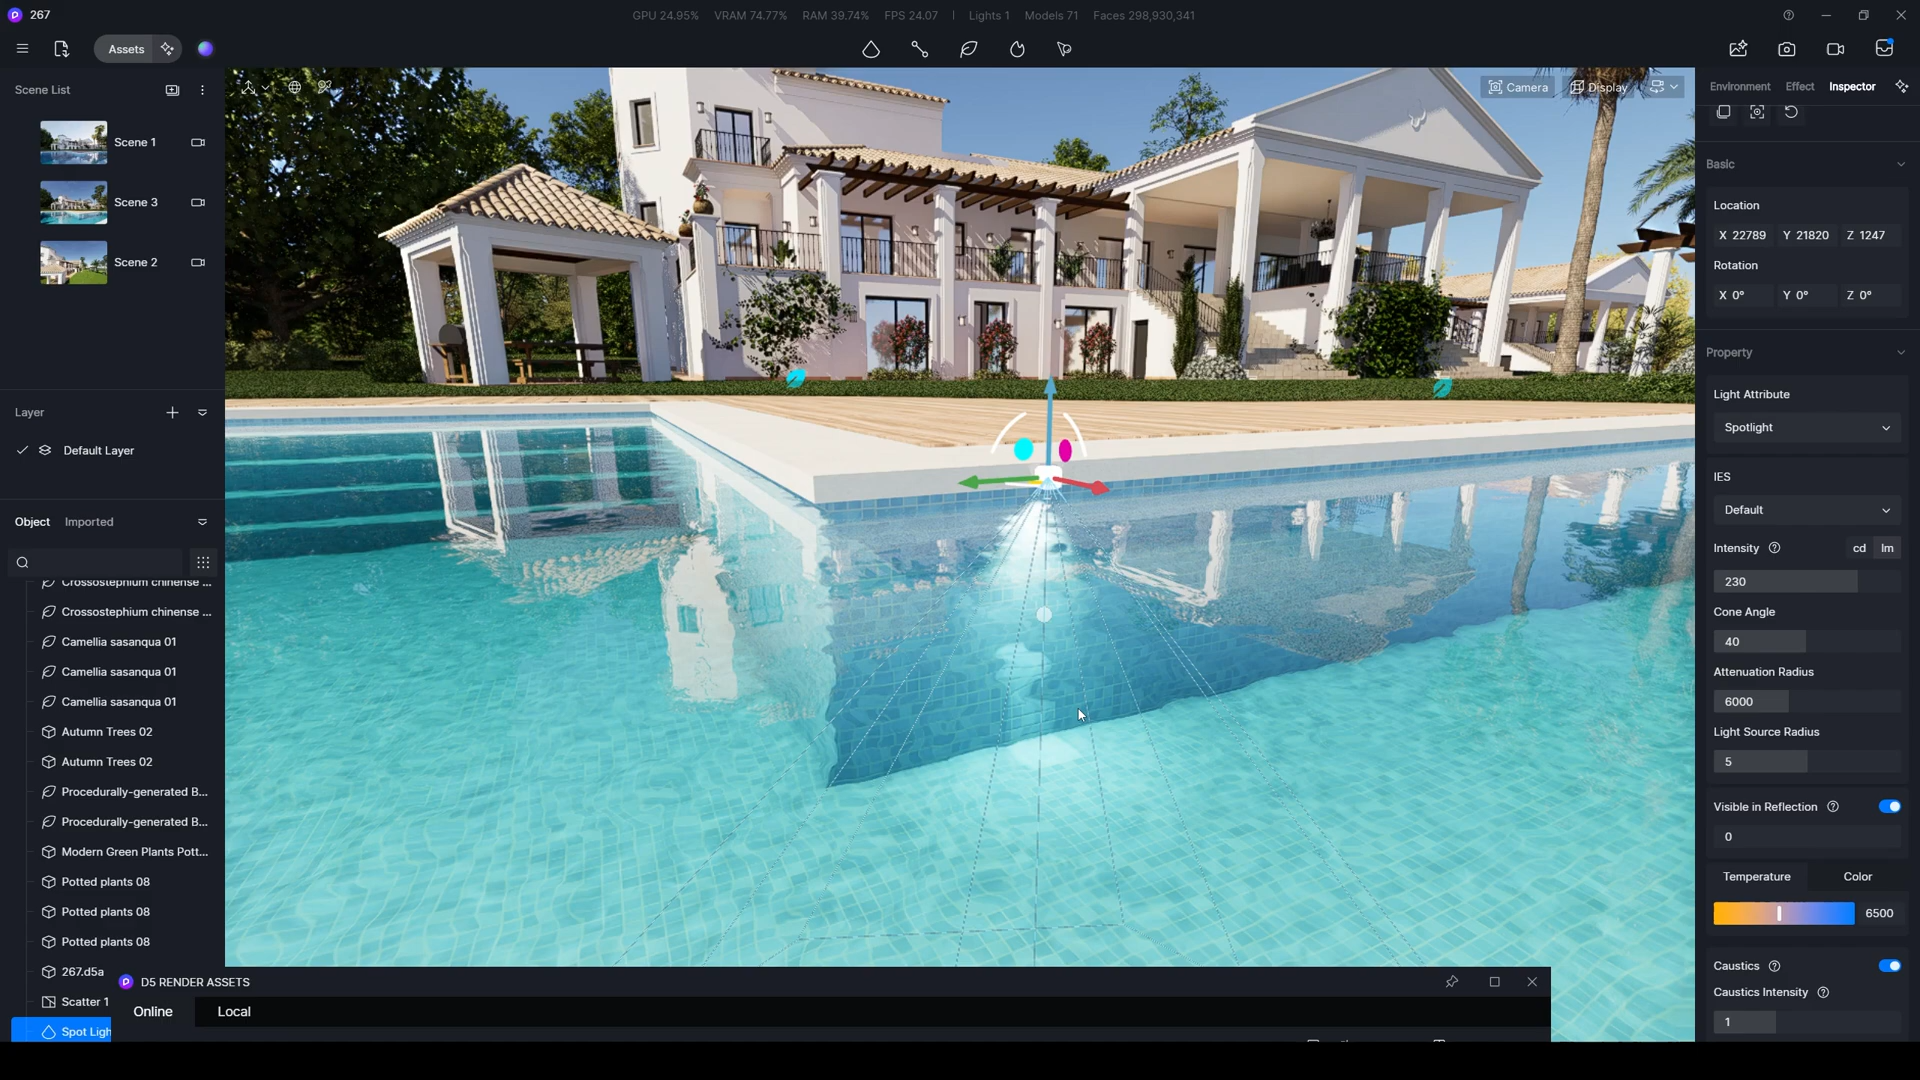 267
GPU 24.95% VRAM 74.77% RAM 39.74% FPS 24.07 | Lights 1 Models 71 Faces 298,930,341
Assets
Scene List
Scene 1
Scene 3
Scene 2
Layer
Default Layer
Object Imported
Crossostephium chinense ...
Crossostephium chinense ...
Camellia sasanqua 01
Camellia sasanqua 01
Camellia sasanqua 01
Autumn Trees 02
Autumn Trees 02
Procedurally-generated B...
Procedurally-generated B...
Modern Green Plants Pott...
Potted plants 08
Potted plants 08
Potted plants 08
267.d5a
Scatter 1
Spot Ligh
Camera Display
D5 RENDER ASSETS
Online Local
Environment Effect Inspector
Basic
Location
X 22789 Y 21820 Z 1247
Rotation
X 0° Y 0° Z 0°
Property
Light Attribute
Spotlight
IES
Default
Intensity cd lm
230
Cone Angle
40
Attenuation Radius
6000
Light Source Radius
5
Visible in Reflection
0
Temperature Color
6500
Caustics
Caustics Intensity
1